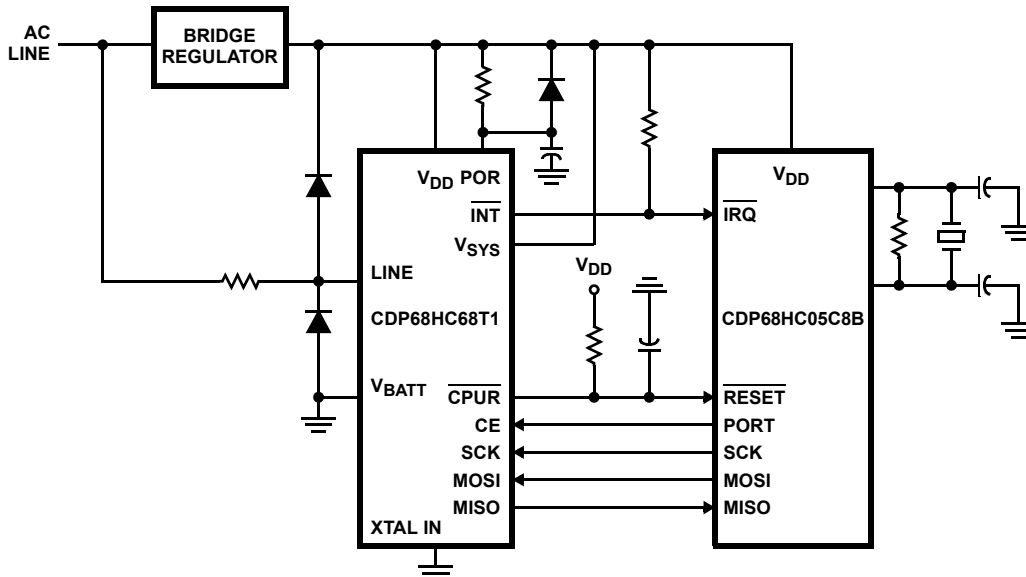 AC
LINE
BRIDGE
REGULATOR
VDD POR
INT
VSYS
LINE
CDP68HC68T1
VBATT
CPUR
CE
SCK
MOSI
MISO
XTAL IN
VDD
VDD
IRQ
CDP68HC05C8B
RESET
PORT
SCK
MOSI
MISO